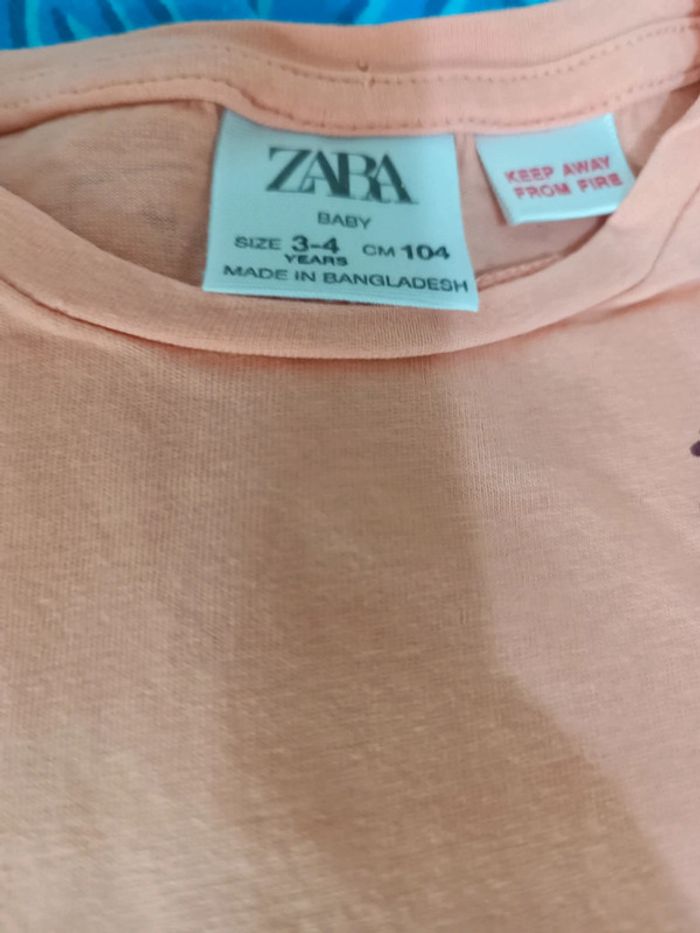 ZARA
BABY
SIZE 3-4 CM 104
YEARS
MADE IN BANGLADESH
KEEP AWAY
FROM FIRE